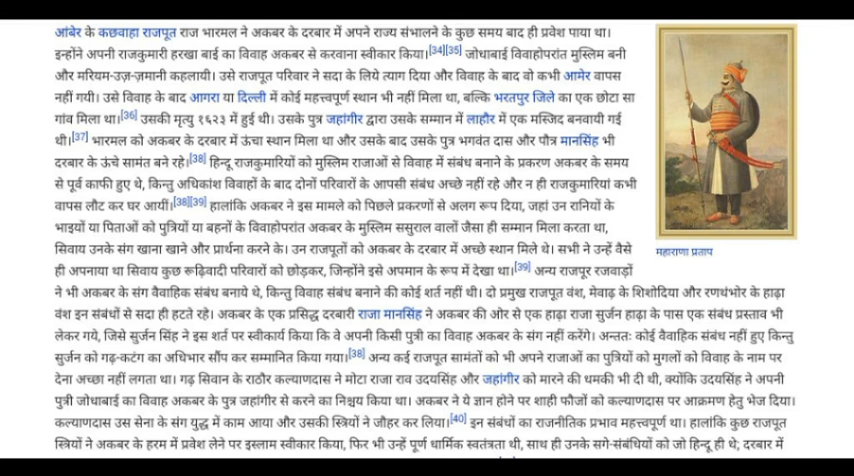 आंबेर के कछवाहा राजपूत राज भारमल ने अकबर के दरबार में अपने राज्य संभालने के कुछ समय बाद ही प्रवेश पाया था।
इन्होंने अपनी राजकुमारी हरखा बाई का विवाह अकबर से करवाना स्वीकार किया।[34][35] जोधाबाई विवाहोपरांत मुस्लिम बनी
और मरियम-उज़-ज़मानी कहलायी। उसे राजपूत परिवार ने सदा के लिये त्याग दिया और विवाह के बाद वो कभी आमेर वापस
नहीं गयी। उसे विवाह के बाद आगरा या दिल्ली में कोई महत्त्वपूर्ण स्थान भी नहीं मिला था, बल्कि भरतपुर जिले का एक छोटा सा
गांव मिला था।[36] उसकी मृत्यु १६२३ में हुई थी। उसके पुत्र जहांगीर द्वारा उसके सम्मान में लाहौर में एक मस्जिद बनवायी गई
थी।[37] भारमल को अकबर के दरबार में ऊंचा स्थान मिला था और उसके बाद उसके पुत्र भगवंत दास और पौत्र मानसिंह भी
दरबार के ऊंचे सामंत बने रहे।[38] हिन्दू राजकुमारियों को मुस्लिम राजाओं से विवाह में संबंध बनाने के प्रकरण अकबर के समय
से पूर्व काफी हुए थे, किन्तु अधिकांश विवाहों के बाद दोनों परिवारों के आपसी संबंध अच्छे नहीं रहे और न ही राजकुमारियां कभी
वापस लौट कर घर आयीं।[38][39] हालांकि अकबर ने इस मामले को पिछले प्रकरणों से अलग रूप दिया, जहां उन रानियों के
भाइयों या पिताओं को पुत्रियों या बहनों के विवाहोपरांत अकबर के मुस्लिम ससुराल वालों जैसा ही सम्मान मिला करता था,
सिवाय उनके संग खाना खाने और प्रार्थना करने के। उन राजपूतों को अकबर के दरबार में अच्छे स्थान मिले थे। सभी ने उन्हें वैसे
ही अपनाया था सिवाय कुछ रूढ़िवादी परिवारों को छोड़कर, जिन्होंने इसे अपमान के रूप में देखा था।[39] अन्य राजपूर रजवाड़ों
महाराणा प्रताप
ने भी अकबर के संग वैवाहिक संबंध बनाये थे, किन्तु विवाह संबंध बनाने की कोई शर्त नहीं थी। दो प्रमुख राजपूत वंश, मेवाढ़ के शिशोदिया और रणथंभोर के हाढ़ा
वंश इन संबंधों से सदा ही हटते रहे। अकबर के एक प्रसिद्ध दरबारी राजा मानसिंह ने अकबर की ओर से एक हाढ़ा राजा सुर्जन हाढ़ा के पास एक संबंध प्रस्ताव भी
लेकर गये, जिसे सुर्जन सिंह ने इस शर्त पर स्वीकार्य किया कि वे अपनी किसी पुत्री का विवाह अकबर के संग नहीं करेंगे। अन्ततः कोई वैवाहिक संबंध नहीं हुए किन्तु
सुर्जन को गढ़-कटंग का अधिभार सौंप कर सम्मानित किया गया।[38] अन्य कई राजपूत सामंतों को भी अपने राजाओं का पुत्रियों को मुगलों को विवाह के नाम पर
देना अच्छा नहीं लगता था। गढ़ सिवान के राठौर कल्याणदास ने मोटा राजा राव उदयसिंह और जहांगीर को मारने की धमकी भी दी थी, क्योंकि उदयसिंह ने अपनी
पुत्री जोधाबाई का विवाह अकबर के पुत्र जहांगीर से करने का निश्चय किया था। अकबर ने ये ज्ञान होने पर शाही फौजों को कल्याणदास पर आक्रमण हेतु भेज दिया।
कल्याणदास उस सेना के संग युद्ध में काम आया और उसकी स्त्रियों ने जौहर कर लिया।[40] इन संबंधों का राजनीतिक प्रभाव महत्त्वपूर्ण था। हालांकि कुछ राजपूत
स्त्रियों ने अकबर के हरम में प्रवेश लेने पर इस्लाम स्वीकार किया, फिर भी उन्हें पूर्ण धार्मिक स्वतंत्रता थी, साथ ही उनके सगे-संबंधियों को जो हिन्दू ही थे; दरबार में